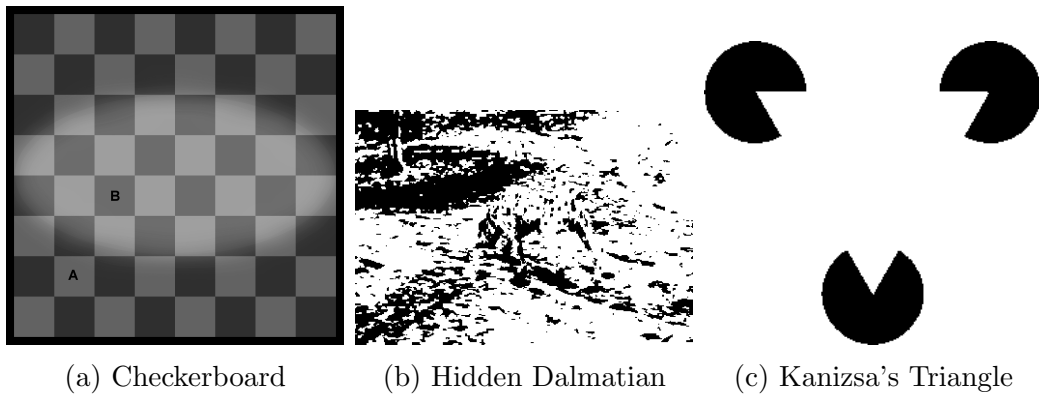 B
A
(a) Checkerboard
(b) Hidden Dalmatian
(c) Kanizsa's Triangle